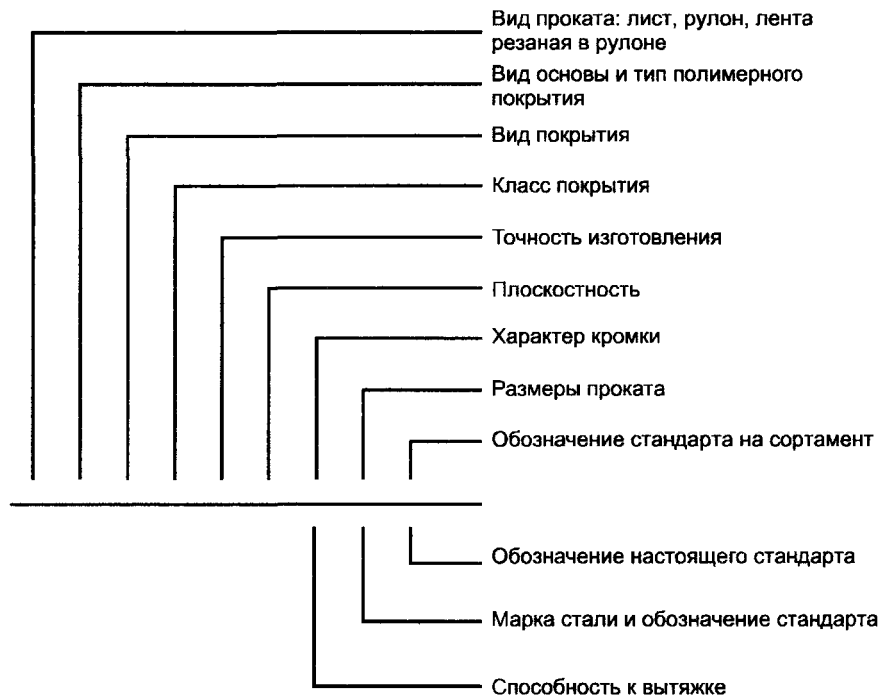 Вид проката: лист, рулон, лента
резаная в рулоне
Вид основы и тип полимерного
покрытия
Вид покрытия
Класс покрытия
Точность изготовления
Плоскостность
Характер кромки
Размеры проката
Обозначение стандарта на сортамент
Обозначение настоящего стандарта
Марка стали и обозначение стандарта
Способность к вытяжке